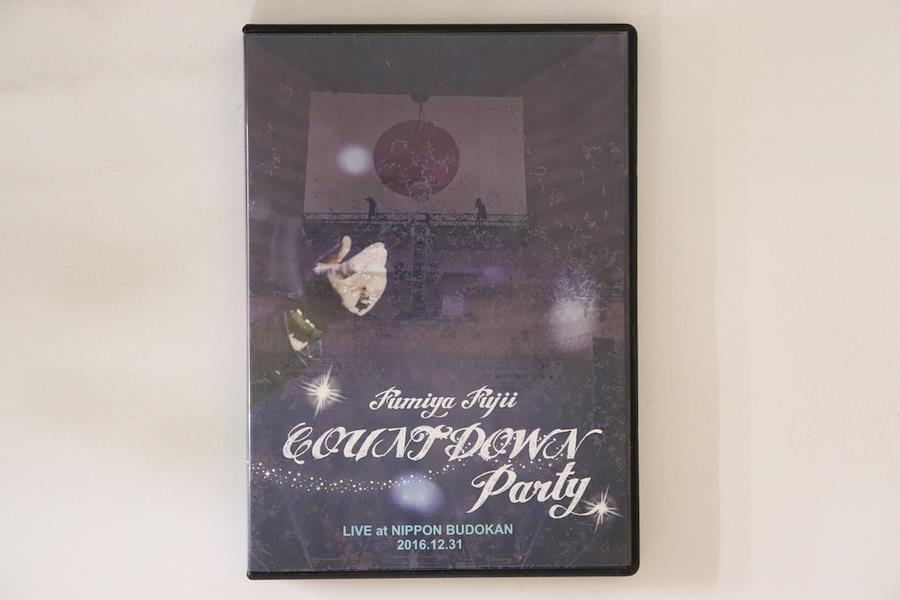 Fumiya Fujii
COUNTDOWN
Party
LIVE at NIPPON BUDOKAN
2016.12.31